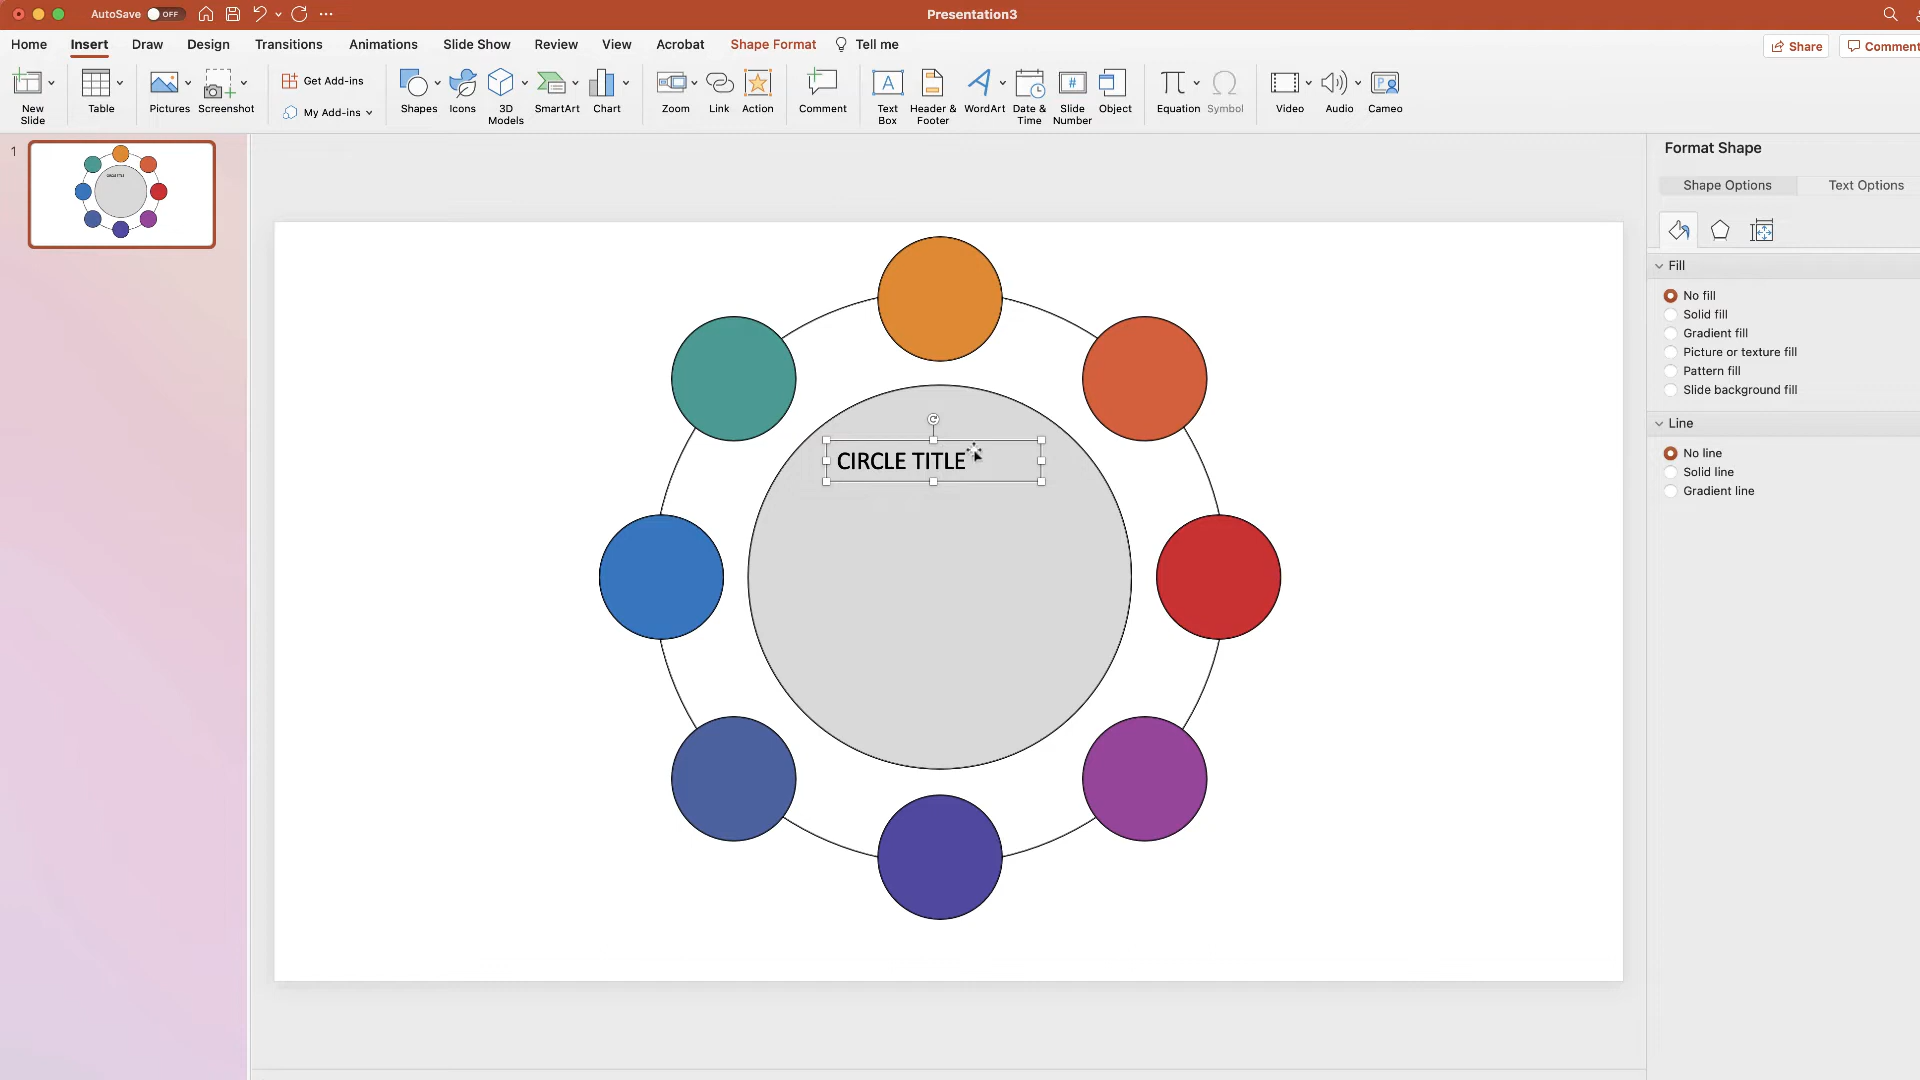 AutoSave OFF
Presentation3
Home Insert Draw Design Transitions Animations Slide Show Review View Acrobat Shape Format Tell me
Share Comment
New Slide
Table
Pictures
Screenshot
Get Add-ins
My Add-ins
Shapes
Icons
3D Models
SmartArt
Chart
Zoom
Link
Action
Comment
Text Box
Header & Footer
WordArt
Date & Time
Slide Number
Object
Equation
Symbol
Video
Audio
Cameo
1
CIRCLE TITLE
CIRCLE TITLE
Format Shape
Shape Options Text Options
Fill
No fill
Solid fill
Gradient fill
Picture or texture fill
Pattern fill
Slide background fill
Line
No line
Solid line
Gradient line